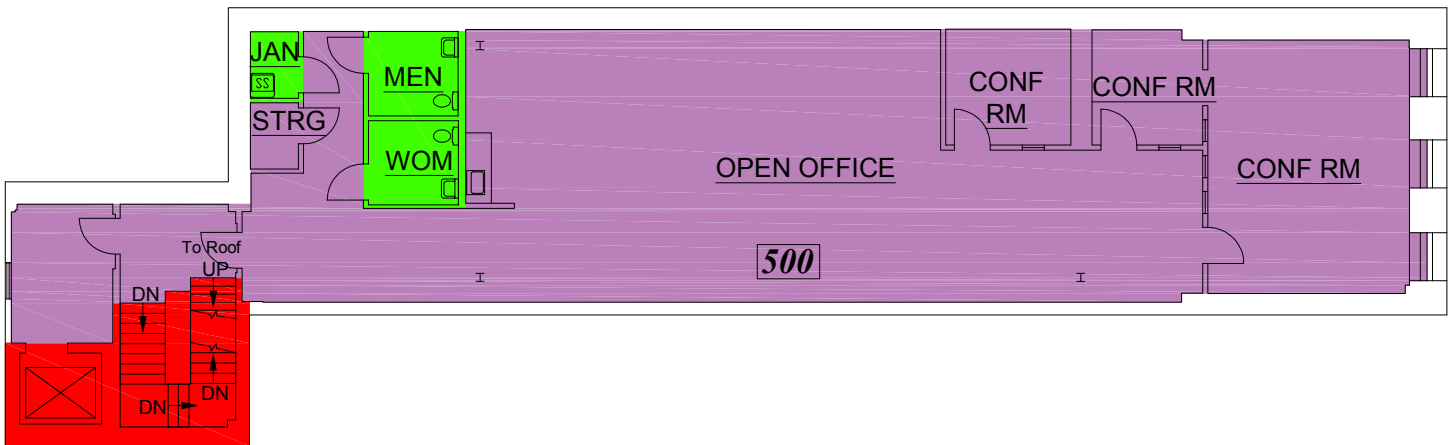 JAN
SS
STRG
MEN
WOM
OPEN OFFICE
CONF
RM
CONF RM
CONF RM
To Roof
UP
500
DN
DN
DN